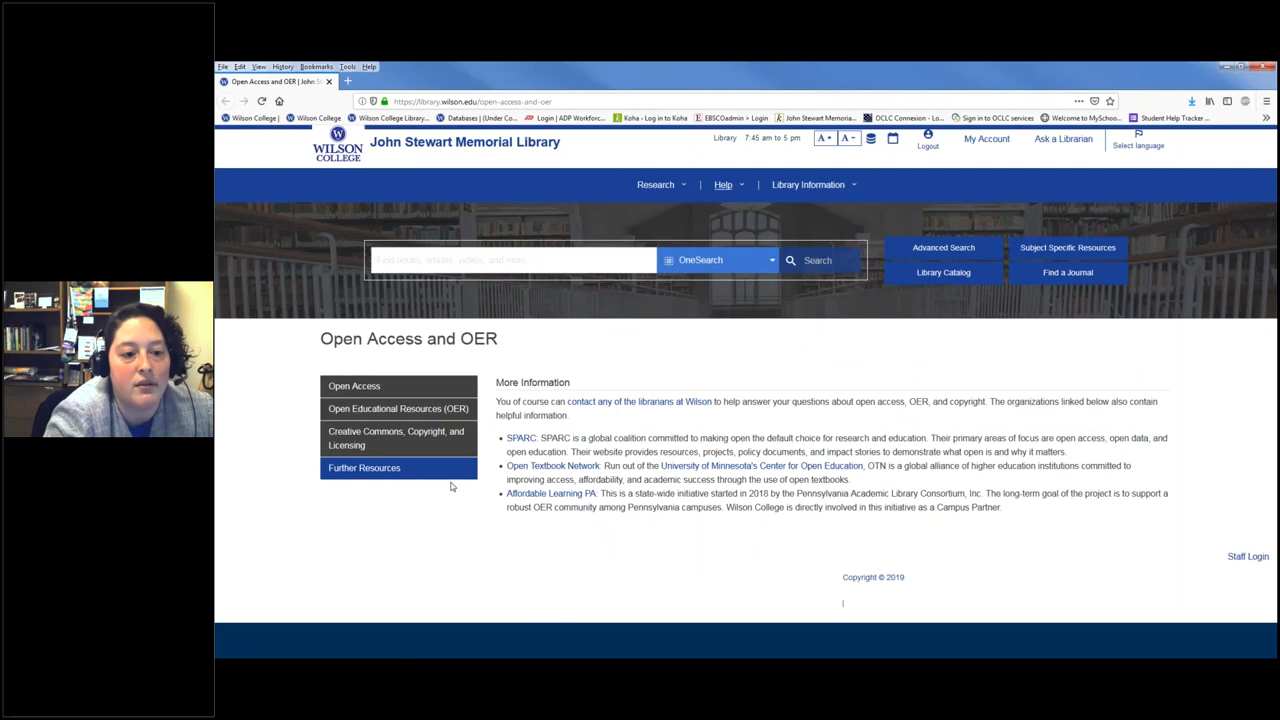 File Edit View History Bookmarks Tools Help
Open Access and OER | John S
https://library.wilson.edu/open-access-and-oer
Wilson College | Wilson College | Wilson College Library... Databases | (Under Co... Login | ADP Workforc... Koha › Log in to Koha EBSCOadmin > Login John Stewart Memoria... OCLC Connexion - Lo... Sign in to OCLC services Welcome to MySchoo... Student Help Tracker ...
WILSON
COLLEGE
John Stewart Memorial Library
Library 7:45 am to 5 pm A + A - Logout My Account Ask a Librarian Select language
Research | Help | Library Information
Find books, articles, videos, and more... OneSearch Search
Advanced Search Subject Specific Resources
Library Catalog Find a Journal
Open Access and OER
Open Access
Open Educational Resources (OER)
Creative Commons, Copyright, and
Licensing
Further Resources
More Information
You of course can contact any of the librarians at Wilson to help answer your questions about open access, OER, and copyright. The organizations linked below also contain
helpful information.
• SPARC: SPARC is a global coalition committed to making open the default choice for research and education. Their primary areas of focus are open access, open data, and
open education. Their website provides resources, projects, policy documents, and impact stories to demonstrate what open is and why it matters.
• Open Textbook Network: Run out of the University of Minnesota's Center for Open Education, OTN is a global alliance of higher education institutions committed to
improving access, affordability, and academic success through the use of open textbooks.
• Affordable Learning PA: This is a state-wide initiative started in 2018 by the Pennsylvania Academic Library Consortium, Inc. The long-term goal of the project is to support a
robust OER community among Pennsylvania campuses. Wilson College is directly involved in this initiative as a Campus Partner.
Staff Login
Copyright © 2019
|